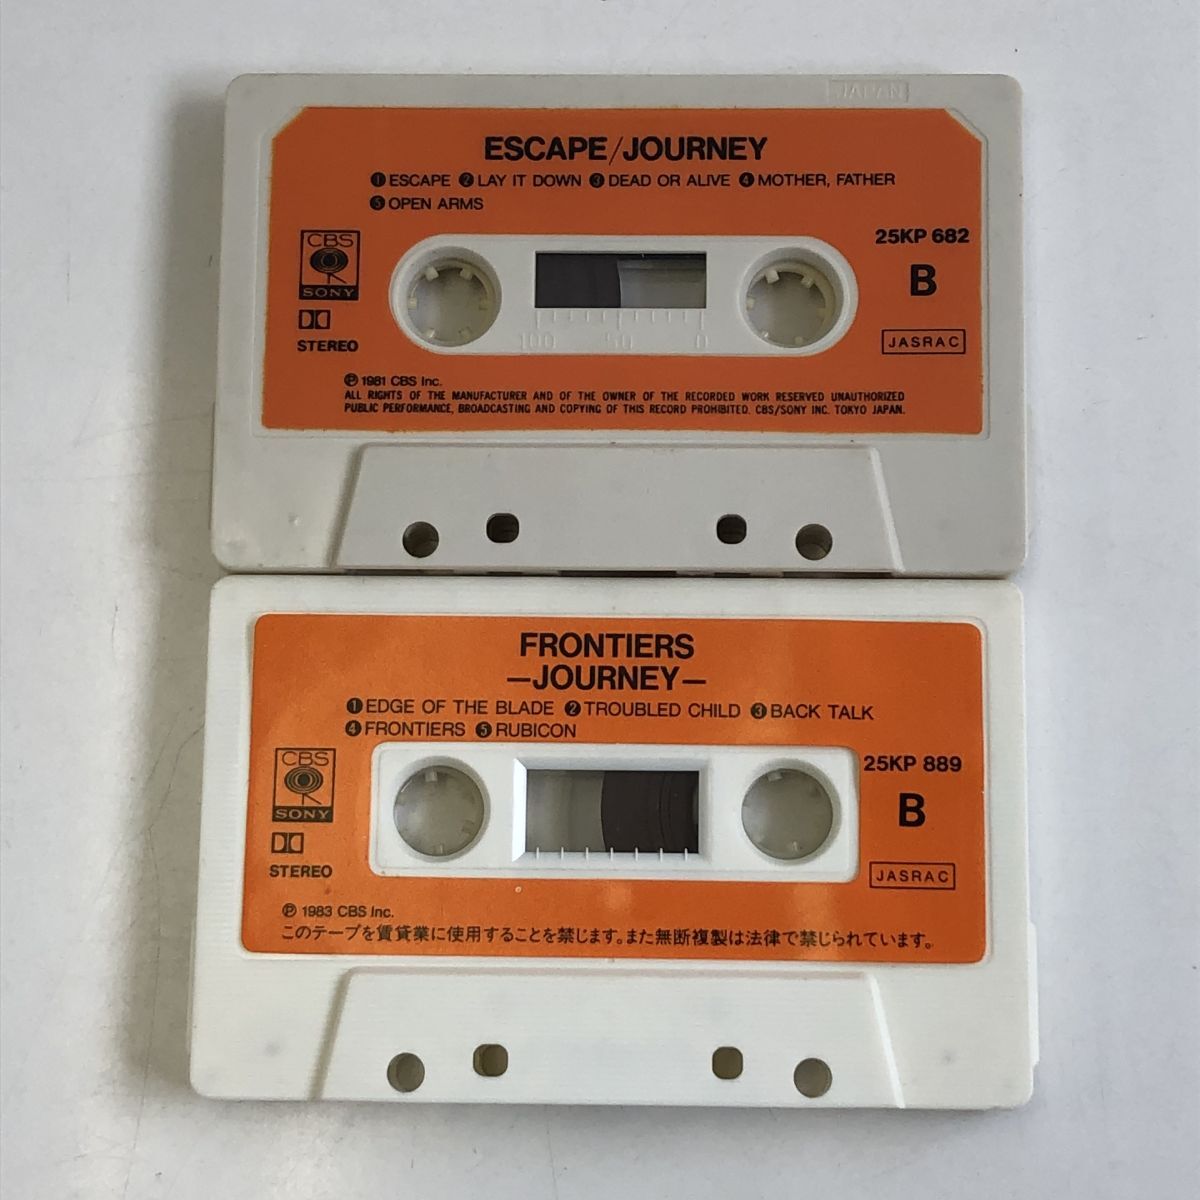 JAPAN
ESCAPE/JOURNEY
❶ESCAPE ❷LAY IT DOWN ❸DEAD OR ALIVE ❹MOTHER, FATHER
❺OPEN ARMS
25KP 682
CBS
SONY
B
STEREO
JASRAC
100 50 0
Ⓟ 1981 CBS Inc.
ALL RIGHTS OF THE MANUFACTURER AND OF THE OWNER OF THE RECORDED WORK RESERVED UNAUTHORIZED
PUBLIC PERFORMANCE, BROADCASTING AND COPYING OF THIS RECORD PROHIBITED. CBS/SONY INC. TOKYO JAPAN.
FRONTIERS
—JOURNEY—
❶EDGE OF THE BLADE ❷TROUBLED CHILD ❸BACK TALK
❹FRONTIERS ❺RUBICON
25KP 889
CBS
SONY
B
STEREO
JASRAC
Ⓟ 1983 CBS Inc.
このテープを賃貸業に使用することを禁じます。また無断複製は法律で禁じられています。